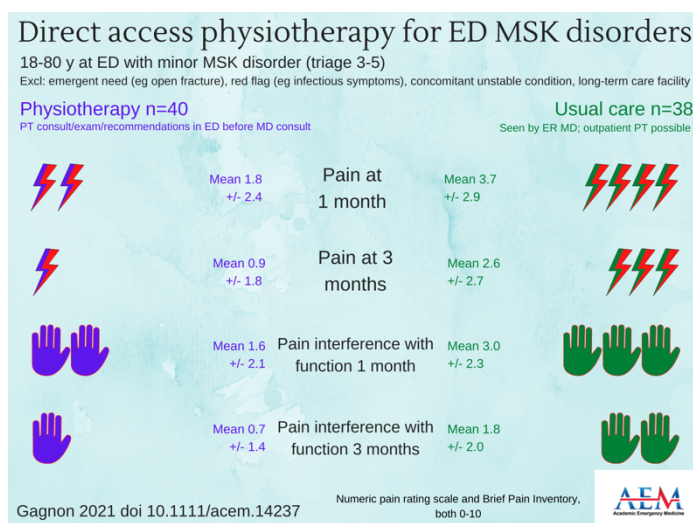 Direct access physiotherapy for ED MSK disorders
18-80 y at ED with minor MSK disorder (triage 3-5)
Excl: emergent need (eg open fracture), red flag (eg infectious symptoms), concomitant unstable condition, long-term care facility
Physiotherapy n=40
PT consult/exam/recommendations in ED before MD consult
Usual care n=38
Seen by ER MD; outpatient PT possible
Mean 1.8
+/- 2.4
Pain at
1 month
Mean 3.7
+/- 2.9
Mean 0.9
+/- 1.8
Pain at 3
months
Mean 2.6
+/- 2.7
Mean 1.6
+/- 2.1
Pain interference with
function 1 month
Mean 3.0
+/- 2.3
Mean 0.7
+/- 1.4
Pain interference with
function 3 months
Mean 1.8
+/- 2.0
Gagnon 2021 doi 10.1111/acem.14237
Numeric pain rating scale and Brief Pain Inventory,
both 0-10
AEM
Academic Emergency Medicine